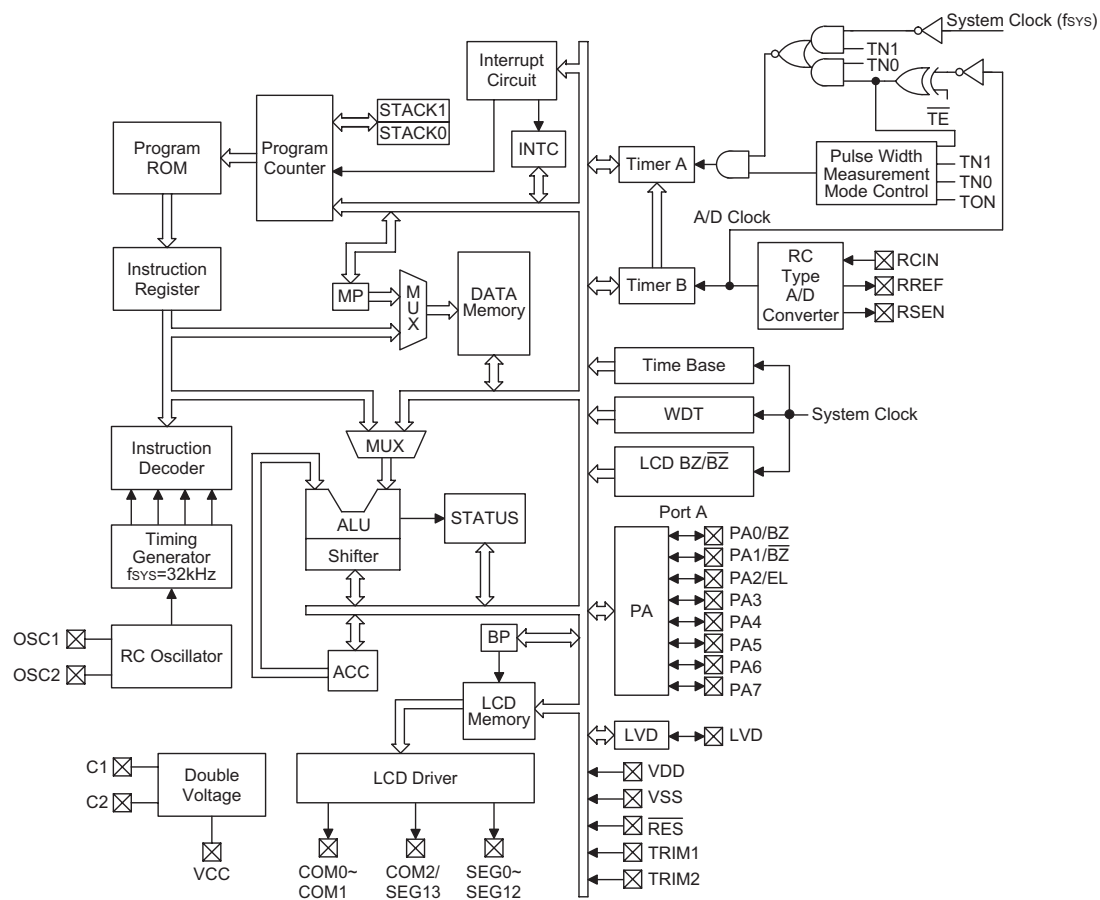 System Clock (fSYS)
TN1
TN0
T̅E̅
Interrupt
Circuit
STACK1
STACK0
INTC
Program
ROM
Program
Counter
Timer A
Pulse Width
Measurement
Mode Control
TN1
TN0
TON
A/D Clock
Instruction
Register
MP
MUX
DATA
Memory
Timer B
RC
Type
A/D
Converter
RCIN
RREF
RSEN
Time Base
WDT
System Clock
LCD BZ/B̅Z̅
MUX
Instruction
Decoder
ALU
Shifter
STATUS
Timing
Generator
fSYS=32kHz
Port A
PA
PA0/BZ
PA1/B̅Z̅
PA2/EL
PA3
PA4
PA5
PA6
PA7
OSC1
OSC2
RC Oscillator
BP
ACC
LCD
Memory
LVD
LVD
C1
C2
Double
Voltage
VCC
LCD Driver
COM0~
COM1
COM2/
SEG13
SEG0~
SEG12
VDD
VSS
R̅E̅S̅
TRIM1
TRIM2